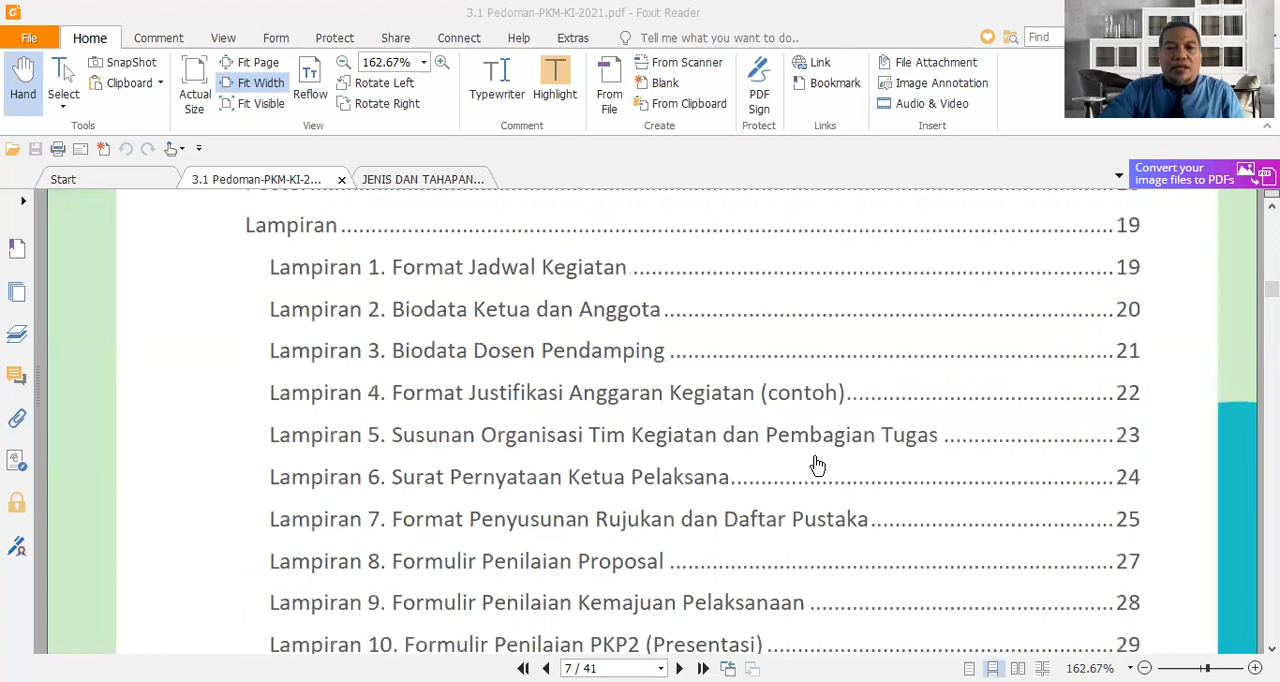 3.1 Pedoman-PKM-KI-2021.pdf - Foxit Reader
File Home Comment View Form Protect Share Connect Help Extras Tell me what you want to do.. Find
Hand
Select
SnapShot
Clipboard
Tools
Actual Size
Fit Page
Fit Width
Fit Visible
Reflow
162.67%
Rotate Left
Rotate Right
View
Typewriter
Highlight
Comment
From File
From Scanner
Blank
From Clipboard
Create
PDF Sign
Protect
Link
Bookmark
Links
File Attachment
Image Annotation
Audio & Video
Insert
Start 3.1 Pedoman-PKM-KI-2... JENIS DAN TAHAPAN...
Convert your
image files to PDFs
Lampiran 19
Lampiran 1. Format Jadwal Kegiatan 19
Lampiran 2. Biodata Ketua dan Anggota 20
Lampiran 3. Biodata Dosen Pendamping 21
Lampiran 4. Format Justifikasi Anggaran Kegiatan (contoh) 22
Lampiran 5. Susunan Organisasi Tim Kegiatan dan Pembagian Tugas 23
Lampiran 6. Surat Pernyataan Ketua Pelaksana 24
Lampiran 7. Format Penyusunan Rujukan dan Daftar Pustaka 25
Lampiran 8. Formulir Penilaian Proposal 27
Lampiran 9. Formulir Penilaian Kemajuan Pelaksanaan 28
Lampiran 10. Formulir Penilaian PKP2 (Presentasi) 29
7 / 41
162.67%